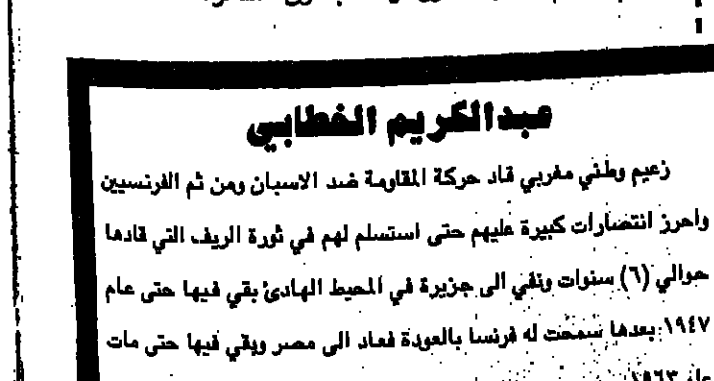 عبدالكريم الخطابي
زعيم وطني مغربي قاد حركة المقاومة ضد الاسبان ومن ثم الفرنسيين
واحرز انتصارات كبيرة عليهم حتى استسلم لهم في ثورة الريف التي قادها
حوالي (٦) سنوات ونفي الى جزيرة في المحيط الهادئ بقي فيها حتى عام
١٩٤٧ بعدها سمحت له فرنسا بالعودة فعاد الى مصر وبقي فيها حتى مات
١٩٦٣